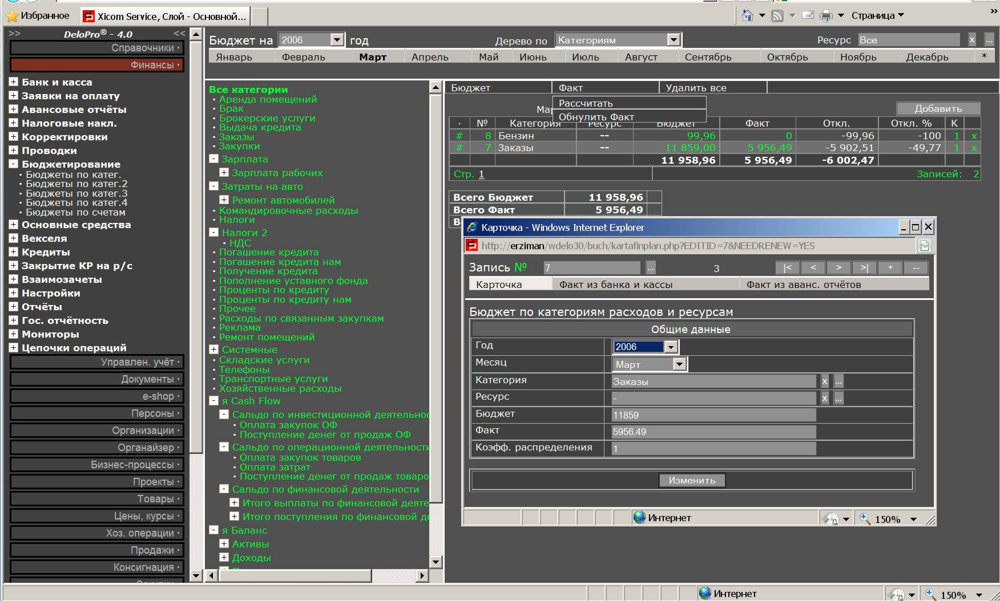 Избранное
Xicom Service, Слой - Основной...
Страница
»
>> DeloPro® - 4.0 <<
Справочники ·
Финансы ·
Банк и касса
Заявки на оплату
Авансовые отчёты
Налоговые накл.
Корректировки
Проводки
Бюджетирование
· Бюджеты по катег.
· Бюджеты по катег.2
· Бюджеты по катег.3
· Бюджеты по катег.4
· Бюджеты по счетам
Основные средства
Векселя
Кредиты
Закрытие КР на р/с
Взаимозачеты
Настройки
Отчёты
Гос. отчётность
Мониторы
Цепочки операций
Управлен. учёт ·
Документы ·
e-shop ·
Персоны ·
Организации ·
Органайзер ·
Бизнес-процессы ·
Проекты ·
Товары ·
Цены, курсы ·
Хоз. операции ·
Продажи ·
Консигнация ·
Бюджет на 2006 год Дерево по Категориям Ресурс Все x ...
Январь Февраль Март Апрель Май Июнь Июль Август Сентябрь Октябрь Ноябрь Декабрь *
Все категории
· Аренда помещений
· Брак
· Брокерские услуги
· Выдача кредита
· Заказы
· Закупки
- Зарплата
+ Зарплата рабочих
- Затраты на авто
+ Ремонт автомобилей
· Командировочные расходы
· Налоги
- Налоги 2
· НДС
· Погашение кредита
· Погашение кредита нам
· Получение кредита
· Пополнение уставного фонда
· Проценты по кредиту
· Проценты по кредиту нам
· Прочее
· Расходы по связанным закупкам
· Реклама
· Ремонт помещений
+ Системные
· Складские услуги
· Телефоны
· Транспортные услуги
· Хозяйственные расходы
- я Cash Flow
- Сальдо по инвестиционной деятельнос
· Оплата закупок ОФ
· Поступление денег от продаж ОФ
- Сальдо по операционной деятельности
· Оплата закупок товаров
· Оплата затрат
· Поступление денег от продаж товаро
- Сальдо по финансовой деятельности
+ Итого выплаты по финансовой деяте
+ Итого поступления по финансовой де
- я Баланс
+ Активы
+ Доходы
Бюджет Факт Удалить все
Рассчитать
Обнулить Факт
Мар
Добавить
· № Категория Ресурс Бюджет Факт Откл. Откл. % К
# 8 Бензин -- 99,96 0 -99,96 -100 1 x
# 7 Заказы -- 11 859,00 5 956,49 -5 902,51 -49,77 1 x
11 958,96 5 956,49 -6 002,47
Стр. 1 Записей: 2
Всего Бюджет 11 958,96
Всего Факт 5 956,49
В
Карточка - Windows Internet Explorer
http://erziman/wdelo30/buch/kartafinplan.php?EDITID=7&NEEDRENEW=YES
Запись № 7 ... 3 |< < > >| + --
Карточка Факт из банка и кассы Факт из аванс. отчётов
Бюджет по категориям расходов и ресурсам
Общие данные
Год 2006
Месяц Март
Категория Заказы x ...
Ресурс - x ...
Бюджет 11859
Факт 5956.49
Коэфф. распределения 1
Изменить
Интернет 150%
Интернет 150%